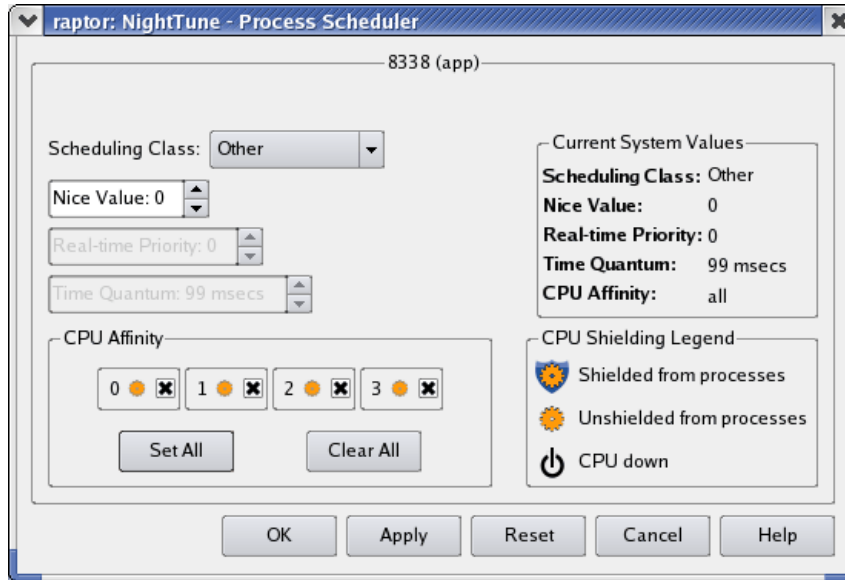 raptor: NightTune - Process Scheduler
8338 (app)
Scheduling Class: Other
Nice Value: 0
Real-time Priority: 0
Time Quantum: 99 msecs
Current System Values
Scheduling Class: Other
Nice Value: 0
Real-time Priority: 0
Time Quantum: 99 msecs
CPU Affinity: all
CPU Affinity
0 1 2 3
Set All Clear All
CPU Shielding Legend
Shielded from processes
Unshielded from processes
CPU down
OK Apply Reset Cancel Help